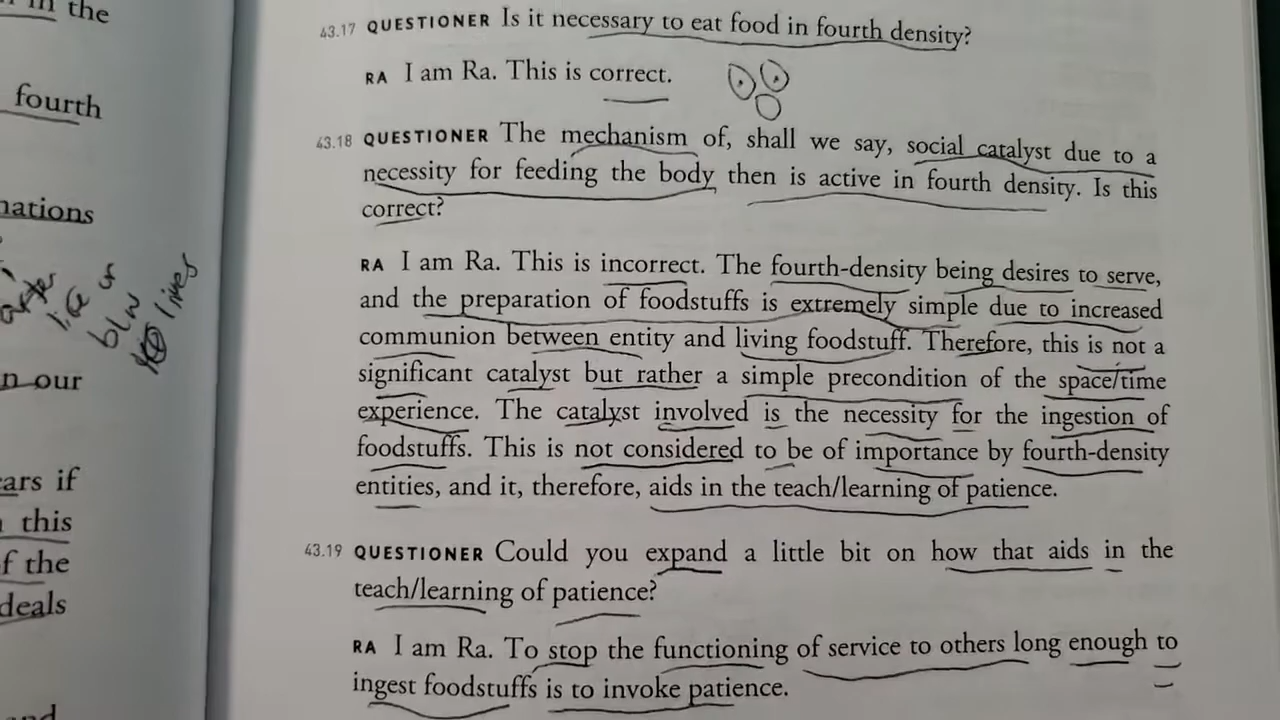 in the
fourth
nations
lives
n our
ars if
this
f the
deals
and
43.17 QUESTIONER Is it necessary to eat food in fourth density?
RA I am Ra. This is correct.
43.18 QUESTIONER The mechanism of, shall we say, social catalyst due to a
necessity for feeding the body then is active in fourth density. Is this
correct?
RA I am Ra. This is incorrect. The fourth-density being desires to serve,
and the preparation of foodstuffs is extremely simple due to increased
communion between entity and living foodstuff. Therefore, this is not a
significant catalyst but rather a simple precondition of the space/time
experience. The catalyst involved is the necessity for the ingestion of
foodstuffs. This is not considered to be of importance by fourth-density
entities, and it, therefore, aids in the teach/learning of patience.
43.19 QUESTIONER Could you expand a little bit on how that aids in the
teach/learning of patience?
RA I am Ra. To stop the functioning of service to others long enough to
ingest foodstuffs is to invoke patience.